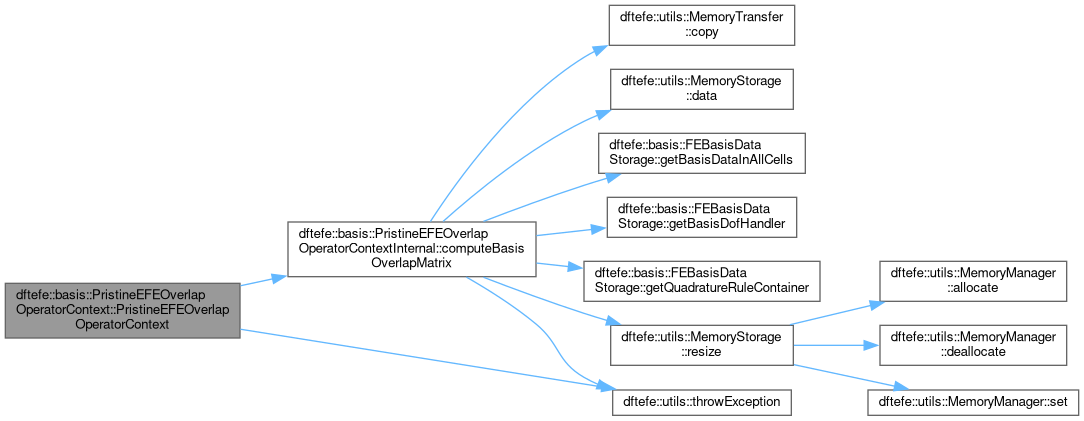 dftefe::utils::MemoryTransfer
::copy
dftefe::utils::MemoryStorage
::data
dftefe::basis::FEBasisData
Storage::getBasisDataInAllCells
dftefe::basis::FEBasisData
Storage::getBasisDofHandler
dftefe::basis::PristineEFEOverlap
OperatorContextInternal::computeBasis
OverlapMatrix
dftefe::basis::FEBasisData
Storage::getQuadratureRuleContainer
dftefe::utils::MemoryManager
::allocate
dftefe::basis::PristineEFEOverlap
OperatorContext::PristineEFEOverlap
OperatorContext
dftefe::utils::MemoryStorage
::resize
dftefe::utils::MemoryManager
::deallocate
dftefe::utils::throwException
dftefe::utils::MemoryManager::set